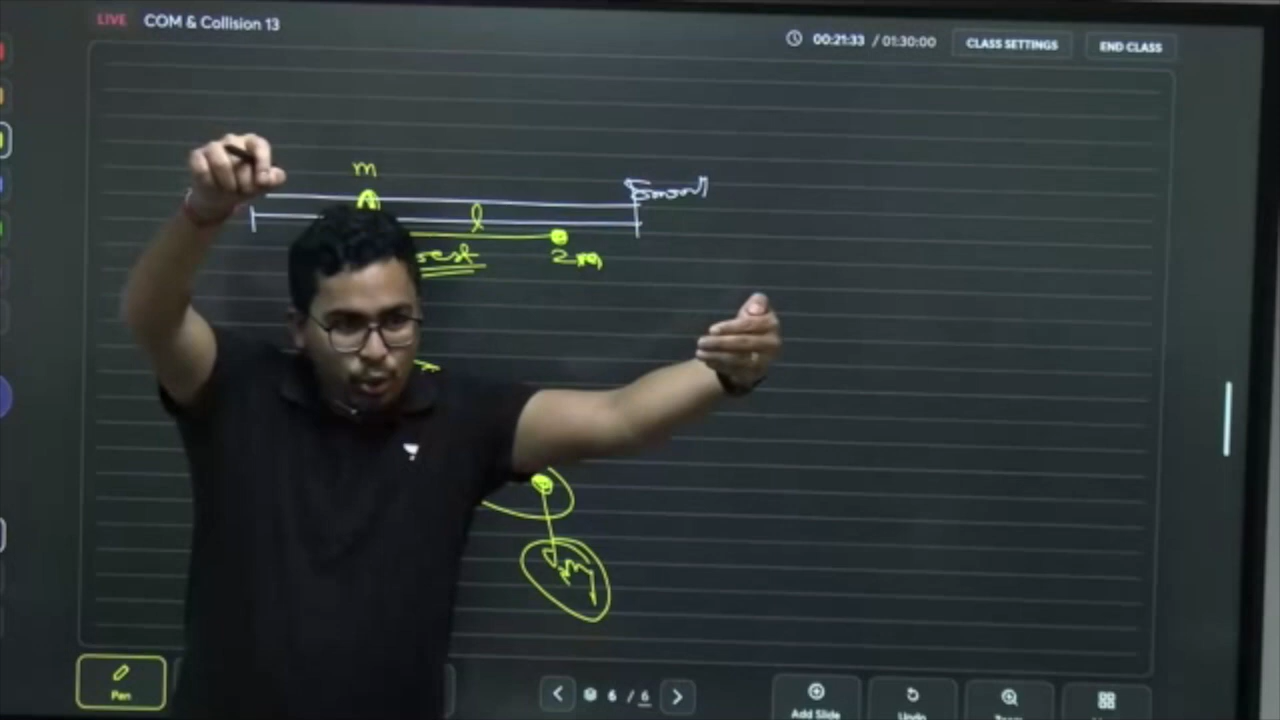 LIVE COM & Collision 13
00:21:33 / 01:30:00 CLASS SETTINGS END CLASS
m
l
rest
2m
Pen
6 / 6
Add Slide
Undo